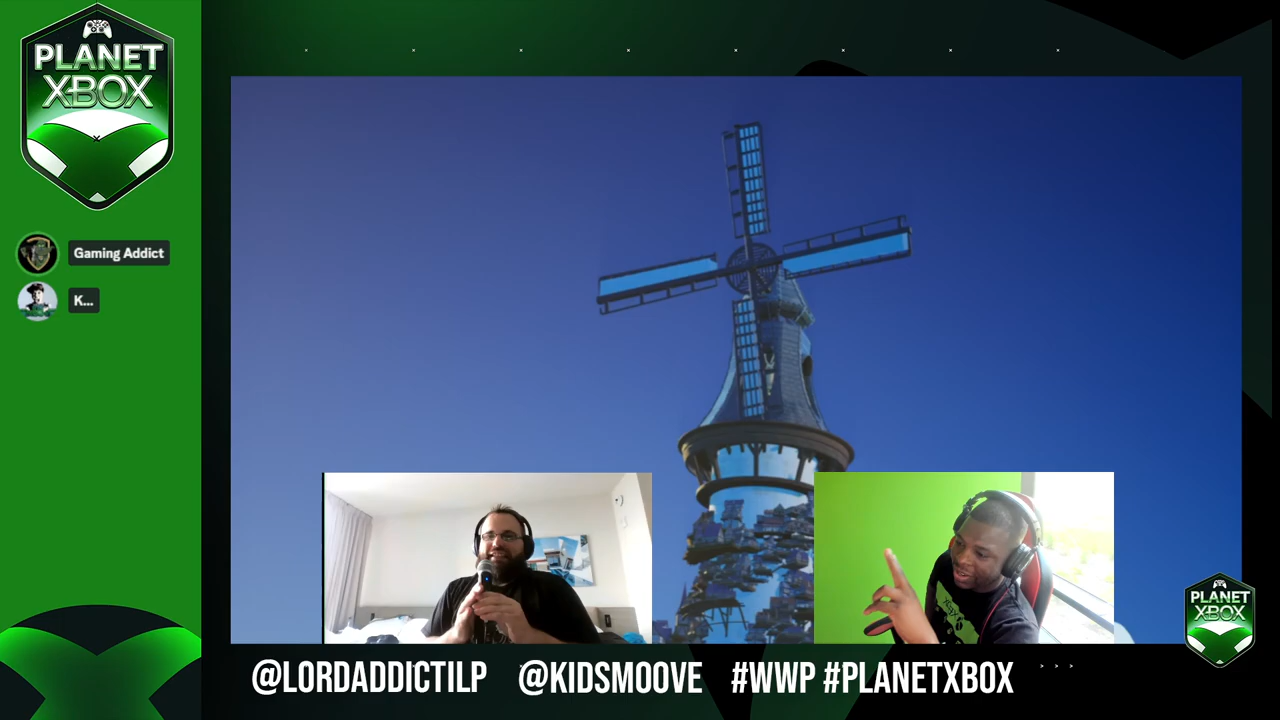 PLANET
XBOX
Gaming Addict
K...
@LORDADDICTILP @KIDSMOOVE #WWP #PLANETXBOX
PLANET
XBOX